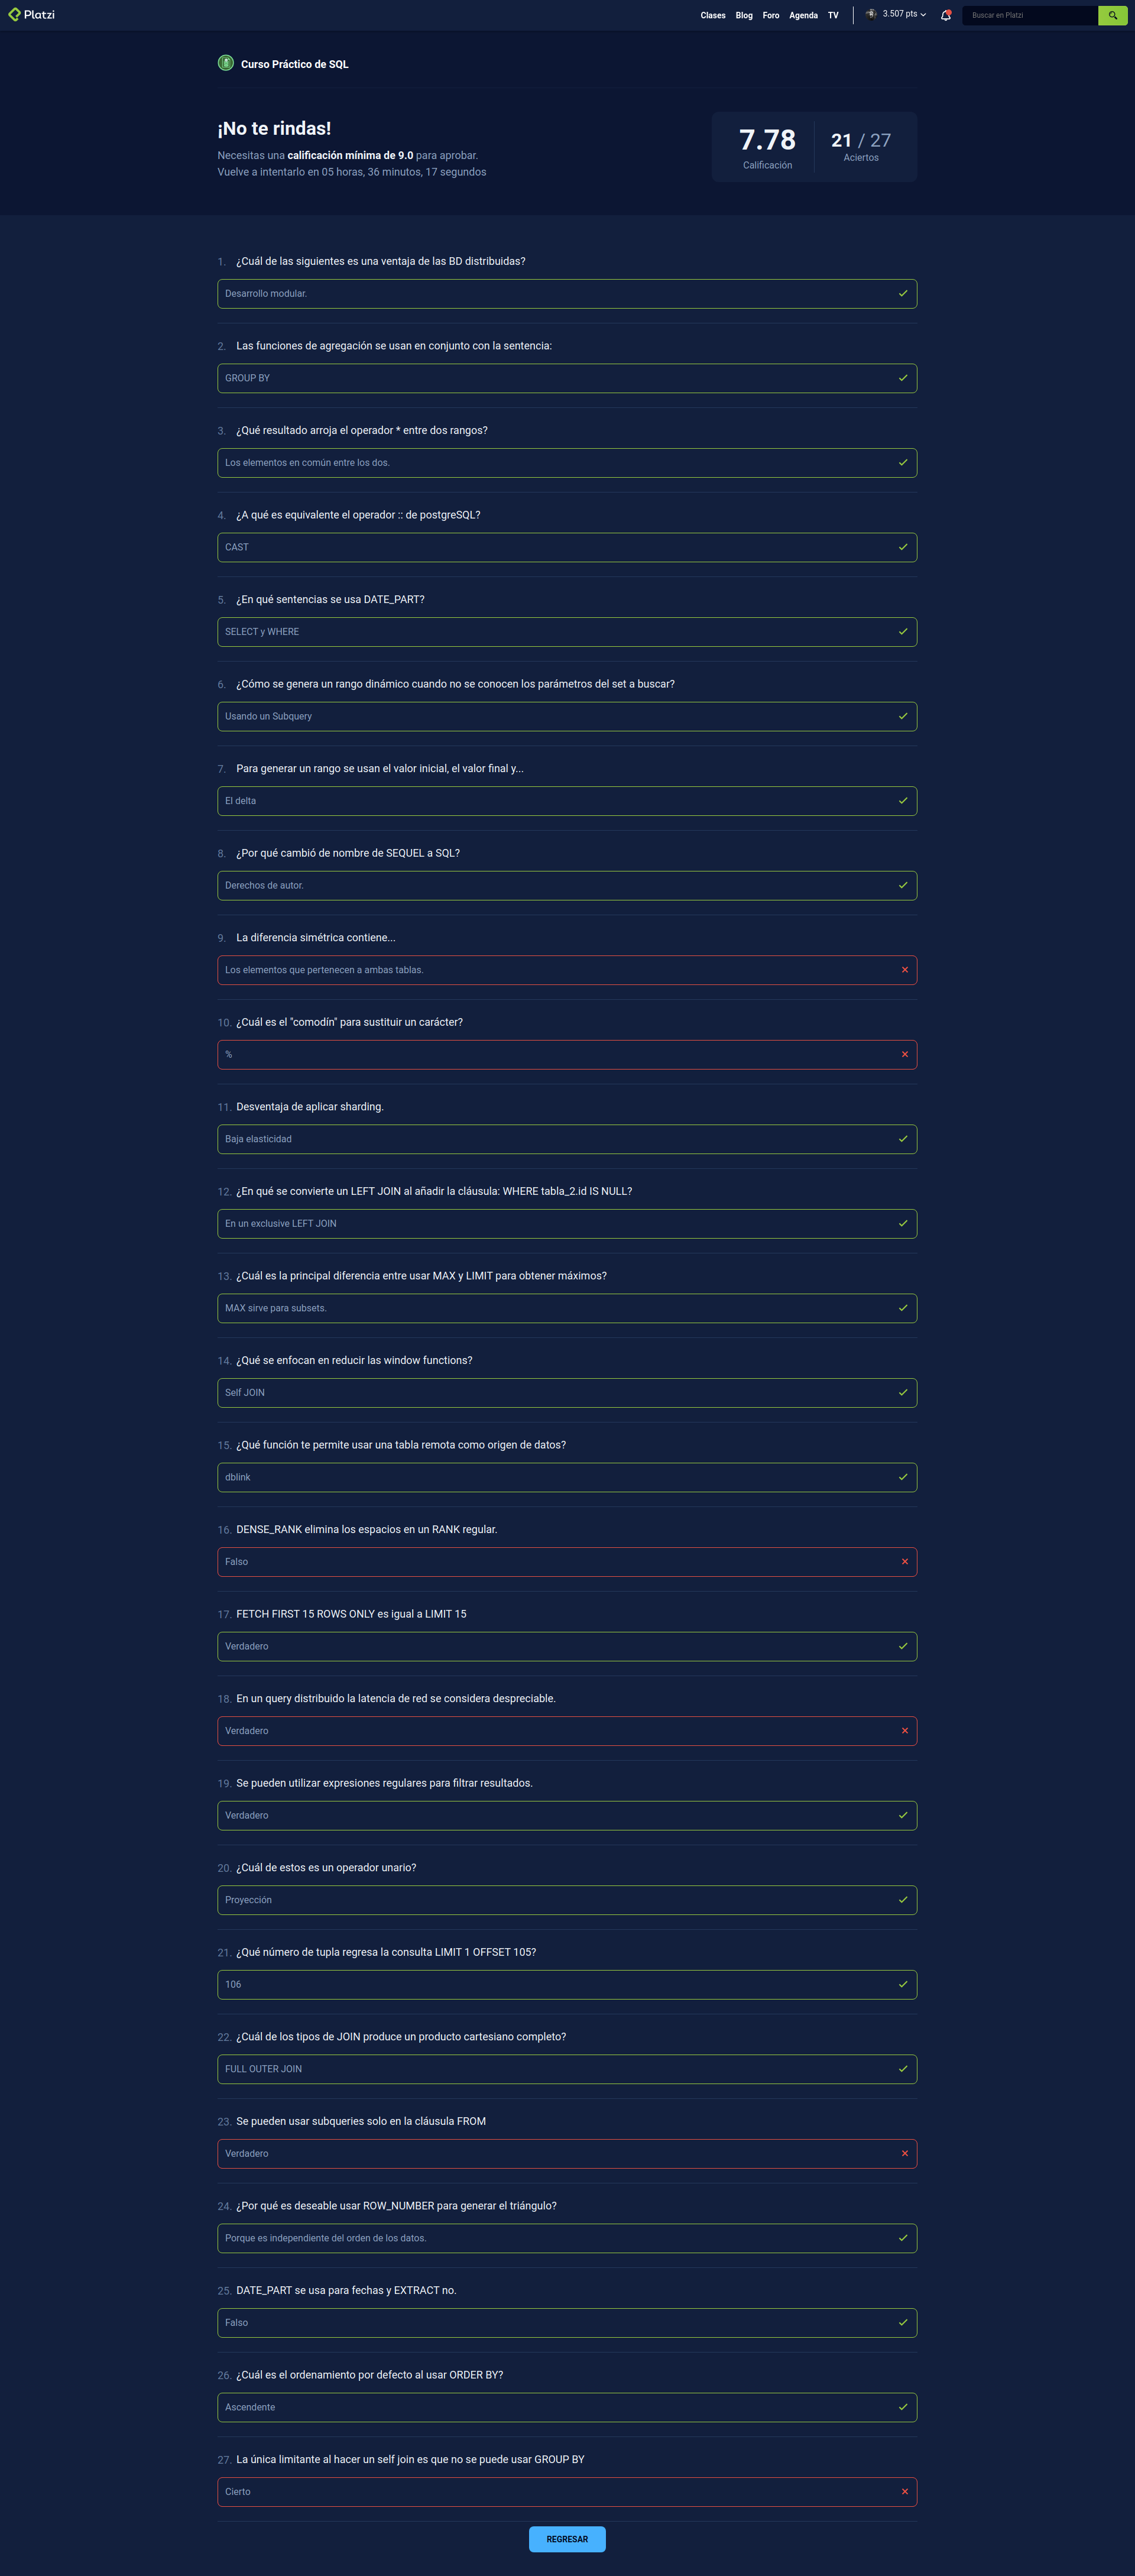 Platzi
Clases Blog Foro Agenda TV 3.507 pts Buscar en Platzi
Curso Práctico de SQL
¡No te rindas!
Necesitas una calificación mínima de 9.0 para aprobar.
Vuelve a intentarlo en 05 horas, 36 minutos, 17 segundos
7.78
Calificación
21 / 27
Aciertos
1. ¿Cuál de las siguientes es una ventaja de las BD distribuidas?
Desarrollo modular.
2. Las funciones de agregación se usan en conjunto con la sentencia:
GROUP BY
3. ¿Qué resultado arroja el operador * entre dos rangos?
Los elementos en común entre los dos.
4. ¿A qué es equivalente el operador :: de postgreSQL?
CAST
5. ¿En qué sentencias se usa DATE_PART?
SELECT y WHERE
6. ¿Cómo se genera un rango dinámico cuando no se conocen los parámetros del set a buscar?
Usando un Subquery
7. Para generar un rango se usan el valor inicial, el valor final y...
El delta
8. ¿Por qué cambió de nombre de SEQUEL a SQL?
Derechos de autor.
9. La diferencia simétrica contiene...
Los elementos que pertenecen a ambas tablas.
10. ¿Cuál es el "comodín" para sustituir un carácter?
%
11. Desventaja de aplicar sharding.
Baja elasticidad
12. ¿En qué se convierte un LEFT JOIN al añadir la cláusula: WHERE tabla_2.id IS NULL?
En un exclusive LEFT JOIN
13. ¿Cuál es la principal diferencia entre usar MAX y LIMIT para obtener máximos?
MAX sirve para subsets.
14. ¿Qué se enfocan en reducir las window functions?
Self JOIN
15. ¿Qué función te permite usar una tabla remota como origen de datos?
dblink
16. DENSE_RANK elimina los espacios en un RANK regular.
Falso
17. FETCH FIRST 15 ROWS ONLY es igual a LIMIT 15
Verdadero
18. En un query distribuido la latencia de red se considera despreciable.
Verdadero
19. Se pueden utilizar expresiones regulares para filtrar resultados.
Verdadero
20. ¿Cuál de estos es un operador unario?
Proyección
21. ¿Qué número de tupla regresa la consulta LIMIT 1 OFFSET 105?
106
22. ¿Cuál de los tipos de JOIN produce un producto cartesiano completo?
FULL OUTER JOIN
23. Se pueden usar subqueries solo en la cláusula FROM
Verdadero
24. ¿Por qué es deseable usar ROW_NUMBER para generar el triángulo?
Porque es independiente del orden de los datos.
25. DATE_PART se usa para fechas y EXTRACT no.
Falso
26. ¿Cuál es el ordenamiento por defecto al usar ORDER BY?
Ascendente
27. La única limitante al hacer un self join es que no se puede usar GROUP BY
Cierto
REGRESAR